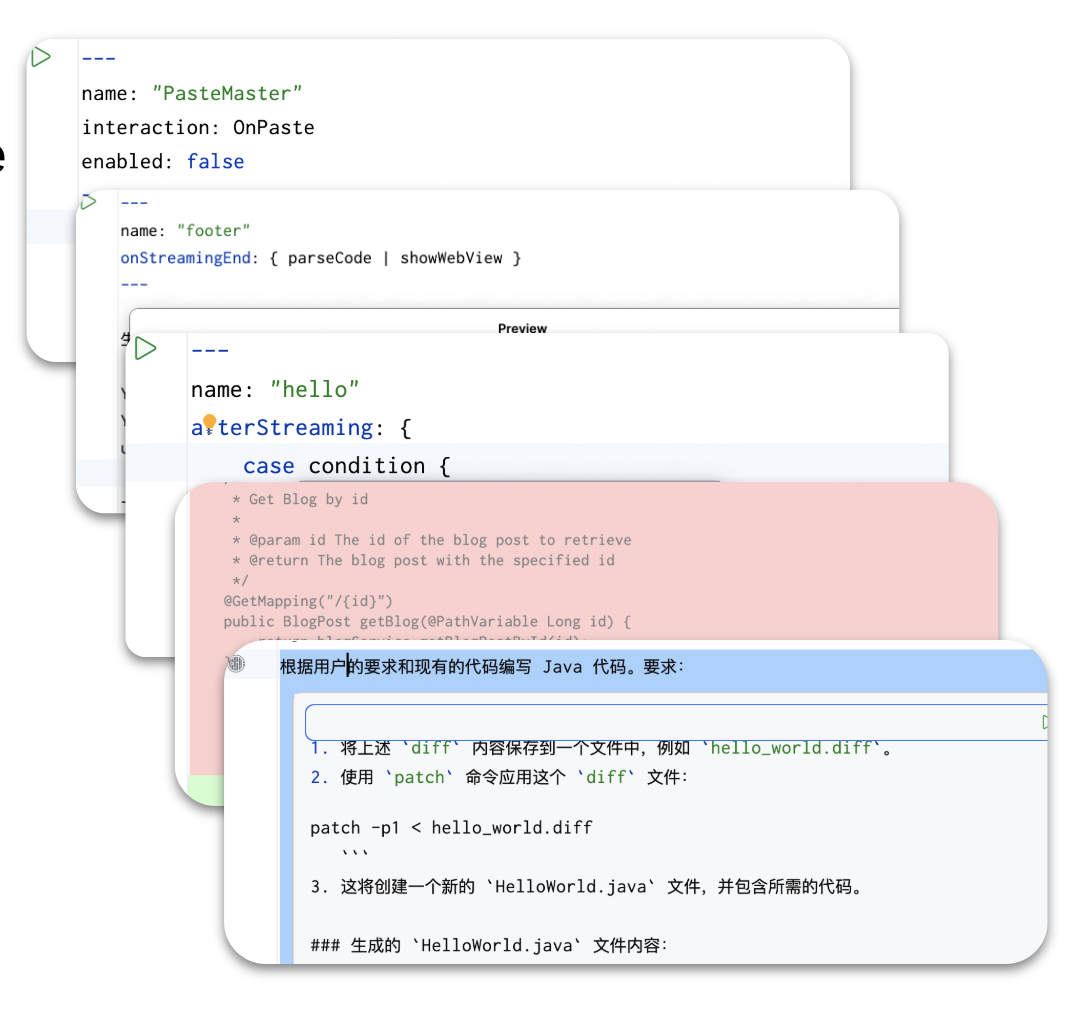 ---
name: "PasteMaster"
interaction: OnPaste
enabled: false
---
name: "footer"
onStreamingEnd: { parseCode | showWebView }
---
Preview
---
name: "hello"
afterStreaming: {
case condition {
* Get Blog by id
*
* @param id The id of the blog post to retrieve
* @return The blog post with the specified id
*/
@GetMapping("/{id}")
public BlogPost getBlog(@PathVariable Long id) {
return blogService.getBlogPostById(id);
根据用户的要求和现有的代码编写 Java 代码。要求:
1. 将上述 `diff` 内容保存到一个文件中，例如 `hello_world.diff`。
2. 使用 `patch` 命令应用这个 `diff` 文件:
patch -p1 < hello_world.diff
```
3. 这将创建一个新的 `HelloWorld.java` 文件，并包含所需的代码。
### 生成的 `HelloWorld.java` 文件内容: